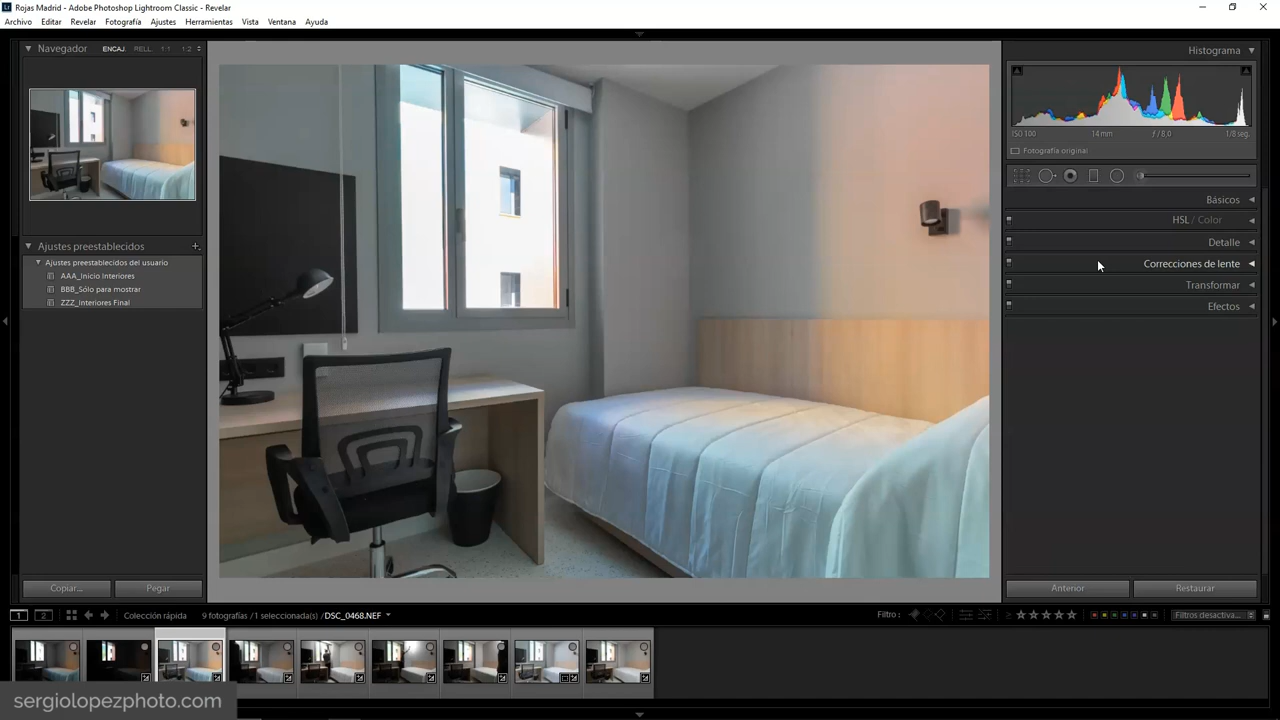 Rojas Madrid - Adobe Photoshop Lightroom Classic - Revelar
Archivo Editar Revelar Fotografía Ajustes Herramientas Vista Ventana Ayuda
Navegador ENCAJ. RELL. 1:1 1:2
Histograma
ISO 100 14 mm ƒ / 8,0 1/8 seg.
Fotografía original
Básicos
HSL / Color
Detalle
Correcciones de lente
Transformar
Efectos
Ajustes preestablecidos
Ajustes preestablecidos del usuario
AAA_Inicio Interiores
BBB_Sólo para mostrar
ZZZ_Interiores Final
Copiar... Pegar
Anterior Restaurar
1 2 Colección rápida 9 fotografías /1 seleccionada(s) /DSC_0468.NEF Filtro : Filtros desactiva...
sergiolopezphoto.com